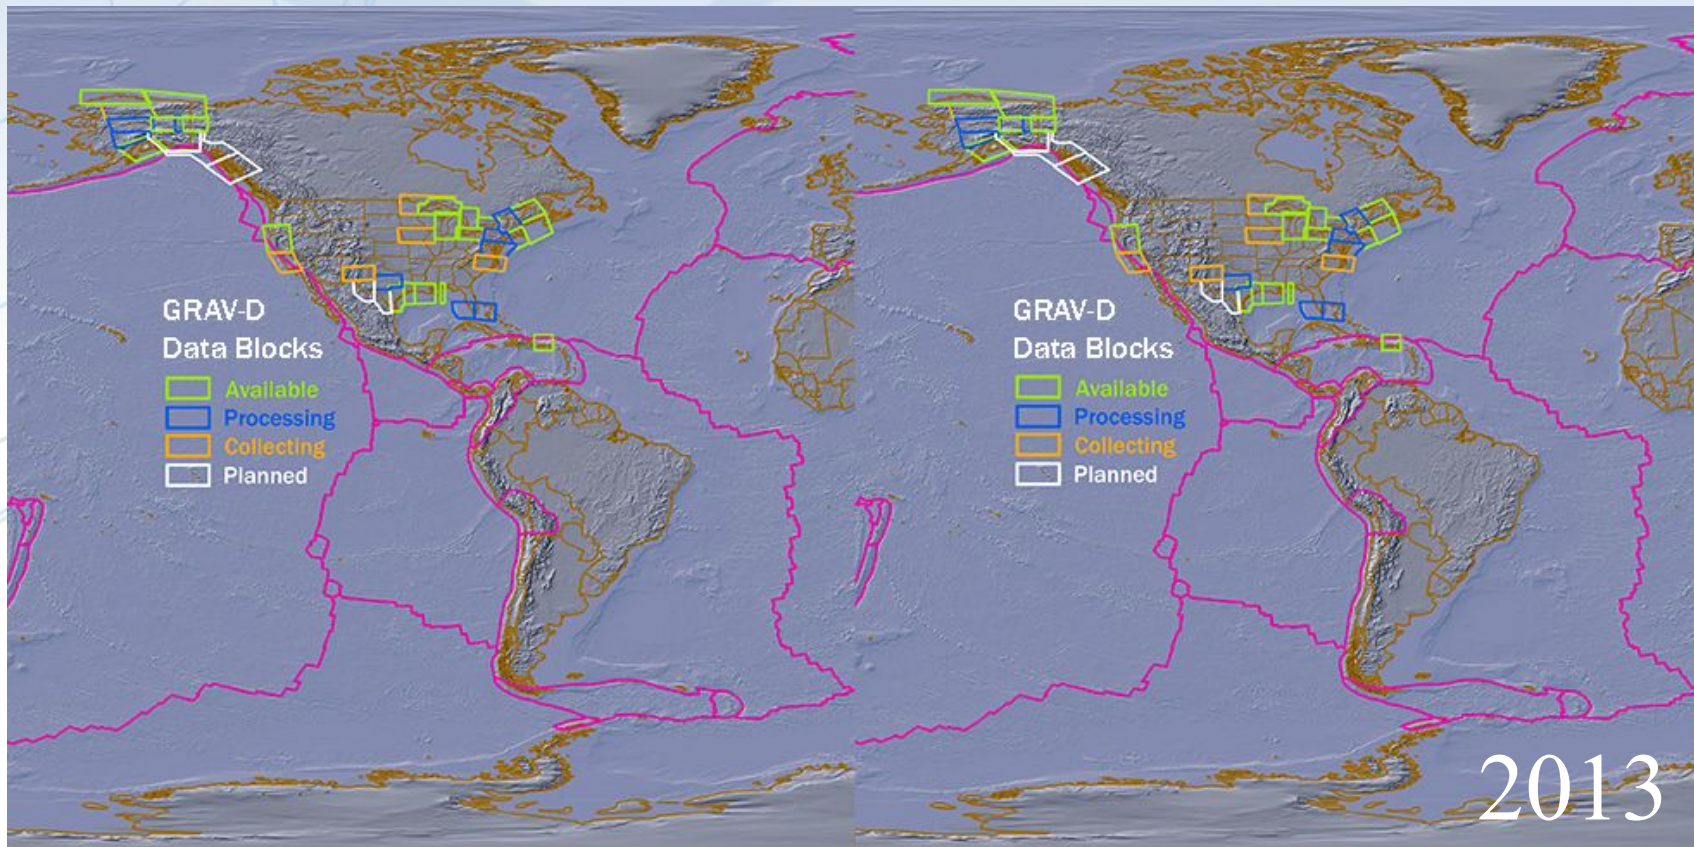 GRAV-D
Data Blocks
Available
Processing
Collecting
Planned
GRAV-D
Data Blocks
Available
Processing
Collecting
Planned
2013